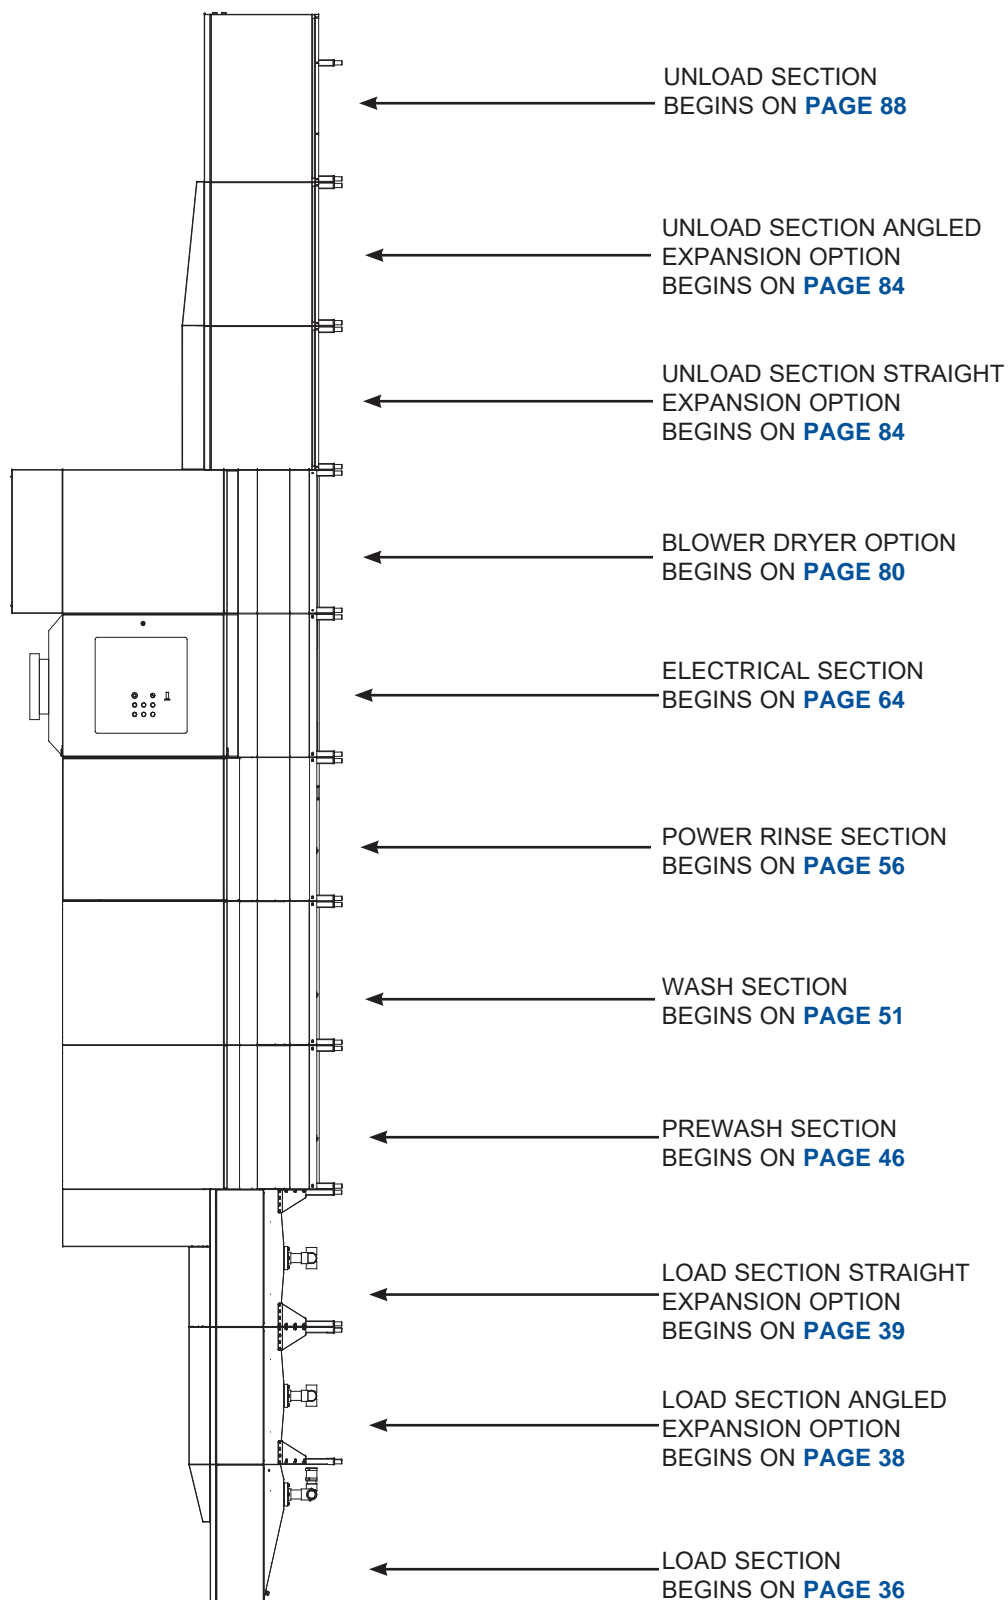 UNLOAD SECTION
BEGINS ON PAGE 88
UNLOAD SECTION ANGLED
EXPANSION OPTION
BEGINS ON PAGE 84
UNLOAD SECTION STRAIGHT
EXPANSION OPTION
BEGINS ON PAGE 84
BLOWER DRYER OPTION
BEGINS ON PAGE 80
ELECTRICAL SECTION
BEGINS ON PAGE 64
POWER RINSE SECTION
BEGINS ON PAGE 56
WASH SECTION
BEGINS ON PAGE 51
PREWASH SECTION
BEGINS ON PAGE 46
LOAD SECTION STRAIGHT
EXPANSION OPTION
BEGINS ON PAGE 39
LOAD SECTION ANGLED
EXPANSION OPTION
BEGINS ON PAGE 38
LOAD SECTION
BEGINS ON PAGE 36